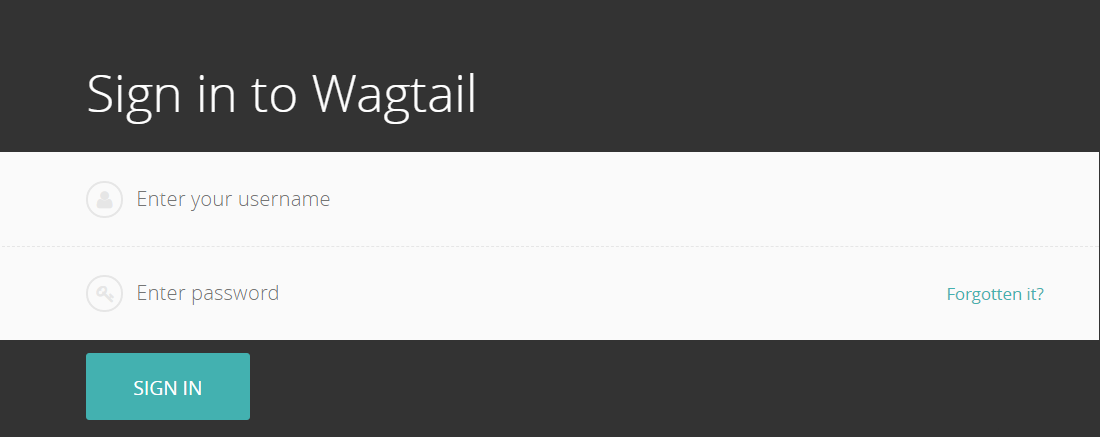 Sign in to Wagtail
Enter your username
Enter password
Forgotten it?
SIGN IN